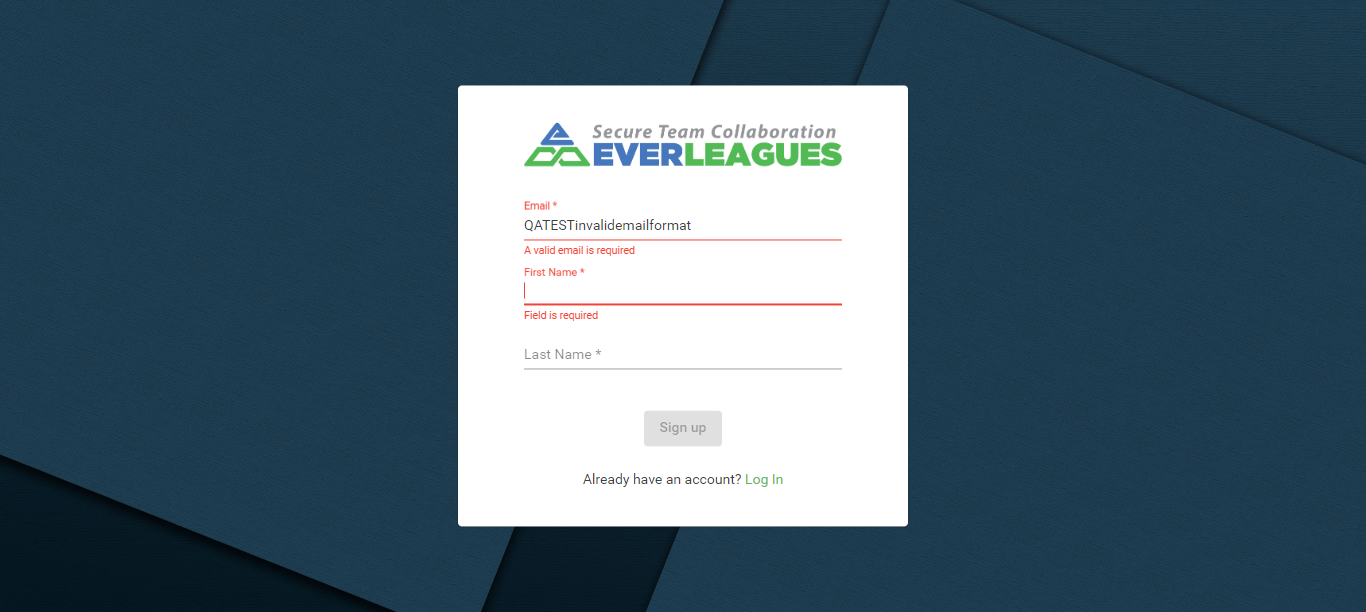 Secure Team Collaboration
EVERLEAGUES
Email *
QATESTinvalidemailformat
A valid email is required
First Name *
Field is required
Last Name *
Sign up
Already have an account? Log In